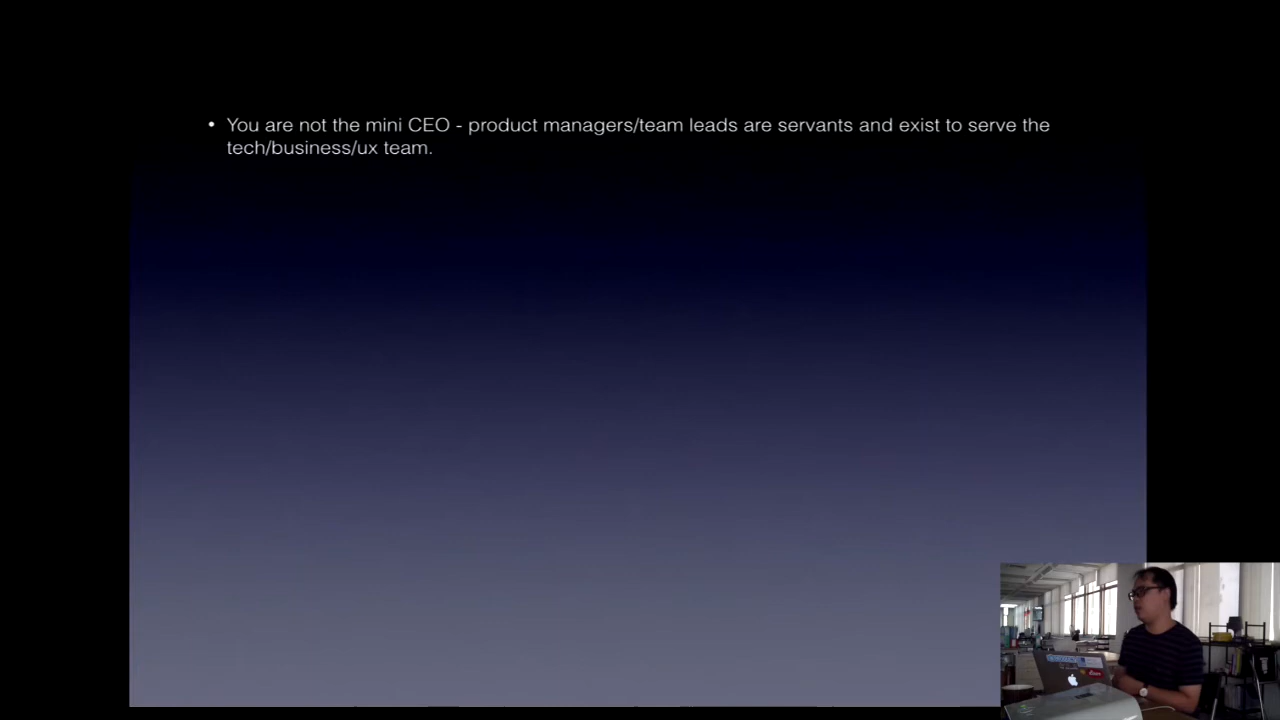 • You are not the mini CEO - product managers/team leads are servants and exist to serve the
tech/business/ux team.